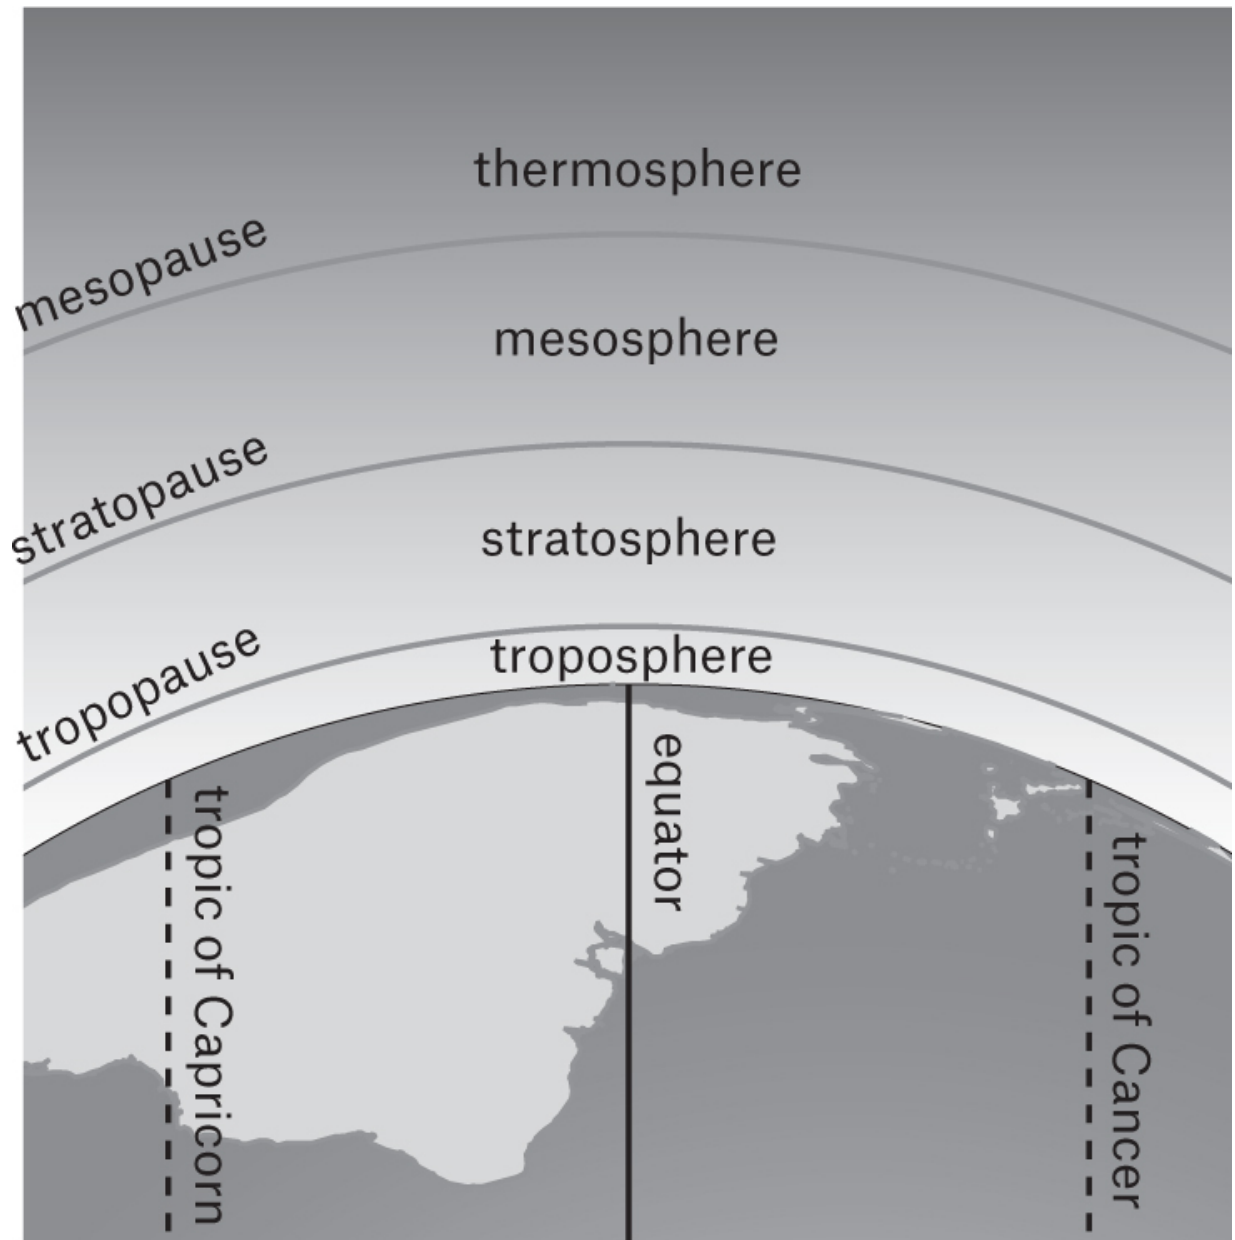 thermosphere
mesopause
mesosphere
stratopause
stratosphere
tropopause
troposphere
equator
tropic of Capricorn
tropic of Cancer